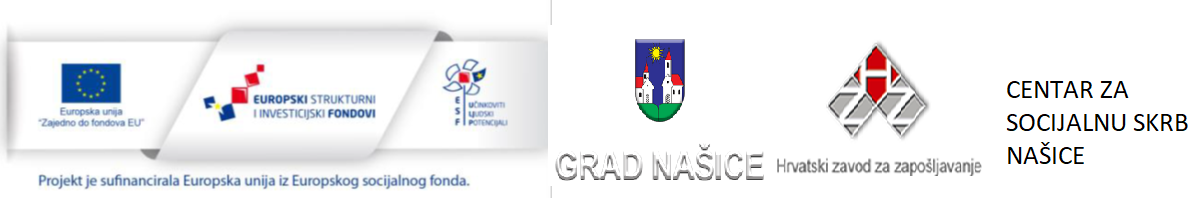 Europska unija
"Zajedno do fondova EU"
EUROPSKI STRUKTURNI
I INVESTICIJSKI FONDOVI
E S F
UČINKOVITI
LJUDSKI
POTENCIJALI
Projekt je sufinancirala Europska unija iz Europskog socijalnog fonda.
GRAD NAŠICE
H
Z Z
Hrvatski zavod za zapošljavanje
CENTAR ZA
SOCIJALNU SKRB
NAŠICE